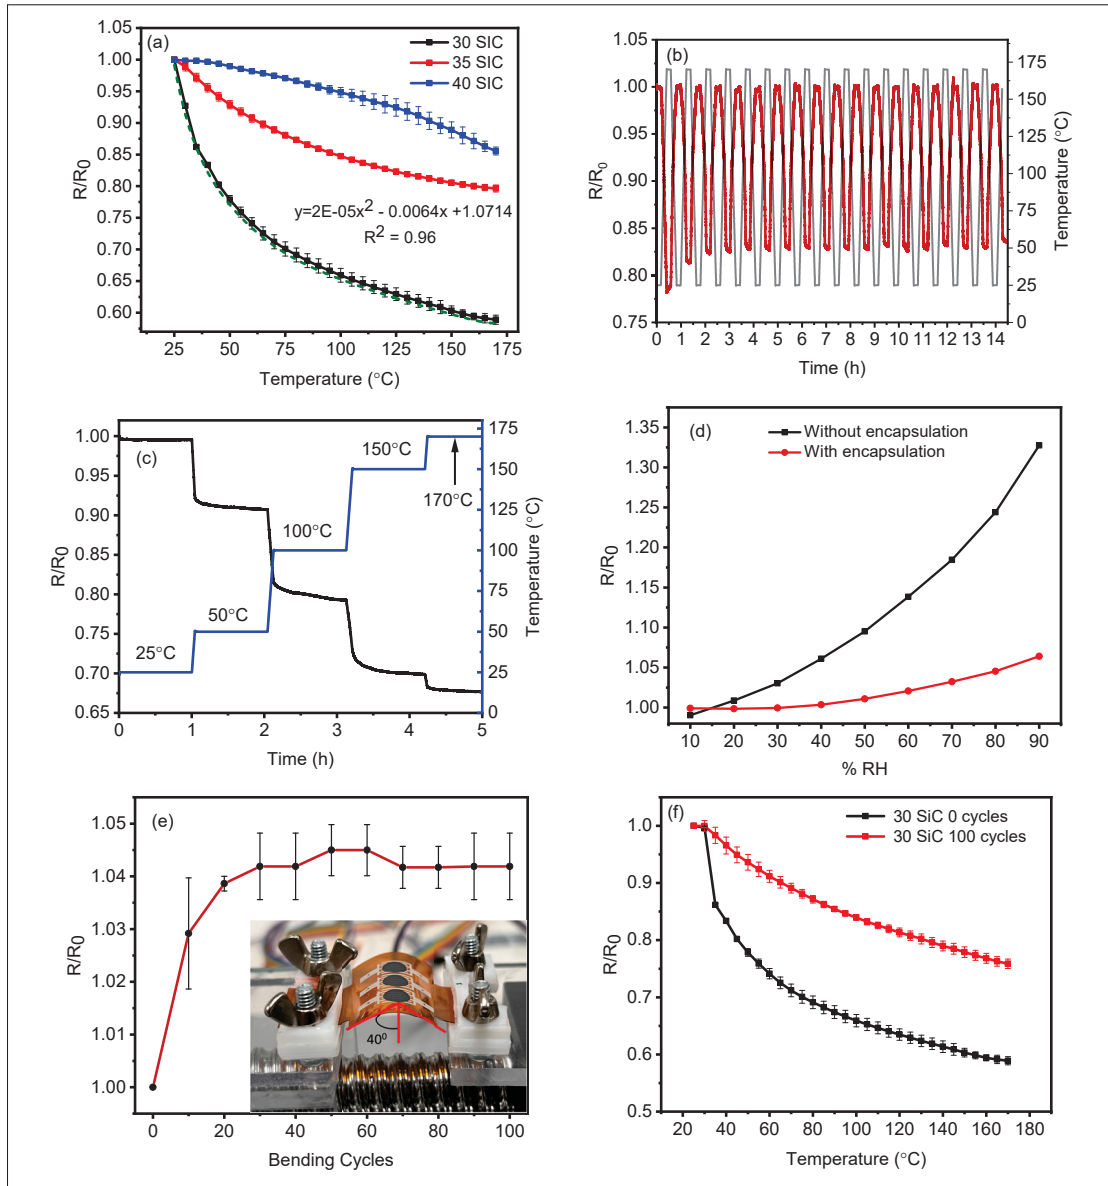 (a)
1.05
1.00
0.95
0.90
0.85
0.80
0.75
0.70
0.65
0.60
R/R0
30 SIC
35 SIC
40 SIC
y=2E-05x2 - 0.0064x +1.0714
R2 = 0.96
25 50 75 100 125 150 175
Temperature (°C)
(b)
1.05
1.00
0.95
0.90
0.85
0.80
0.75
R/R0
175
150
125
100
75
50
25
0
Temperature (°C)
0 1 2 3 4 5 6 7 8 9 10 11 12 13 14
Time (h)
(c)
1.00
0.95
0.90
0.85
0.80
0.75
0.70
0.65
R/R0
25°C
50°C
100°C
150°C
170°C
175
150
125
100
75
50
25
0
Temperature (°C)
0 1 2 3 4 5
Time (h)
(d)
1.35
1.30
1.25
1.20
1.15
1.10
1.05
1.00
R/R0
Without encapsulation
With encapsulation
10 20 30 40 50 60 70 80 90
% RH
(e)
1.05
1.04
1.03
1.02
1.01
1.00
R/R0
40⁰
0 20 40 60 80 100
Bending Cycles
(f)
1.0
0.9
0.8
0.7
0.6
0.5
R/R0
30 SiC 0 cycles
30 SiC 100 cycles
20 40 60 80 100 120 140 160 180
Temperature (°C)